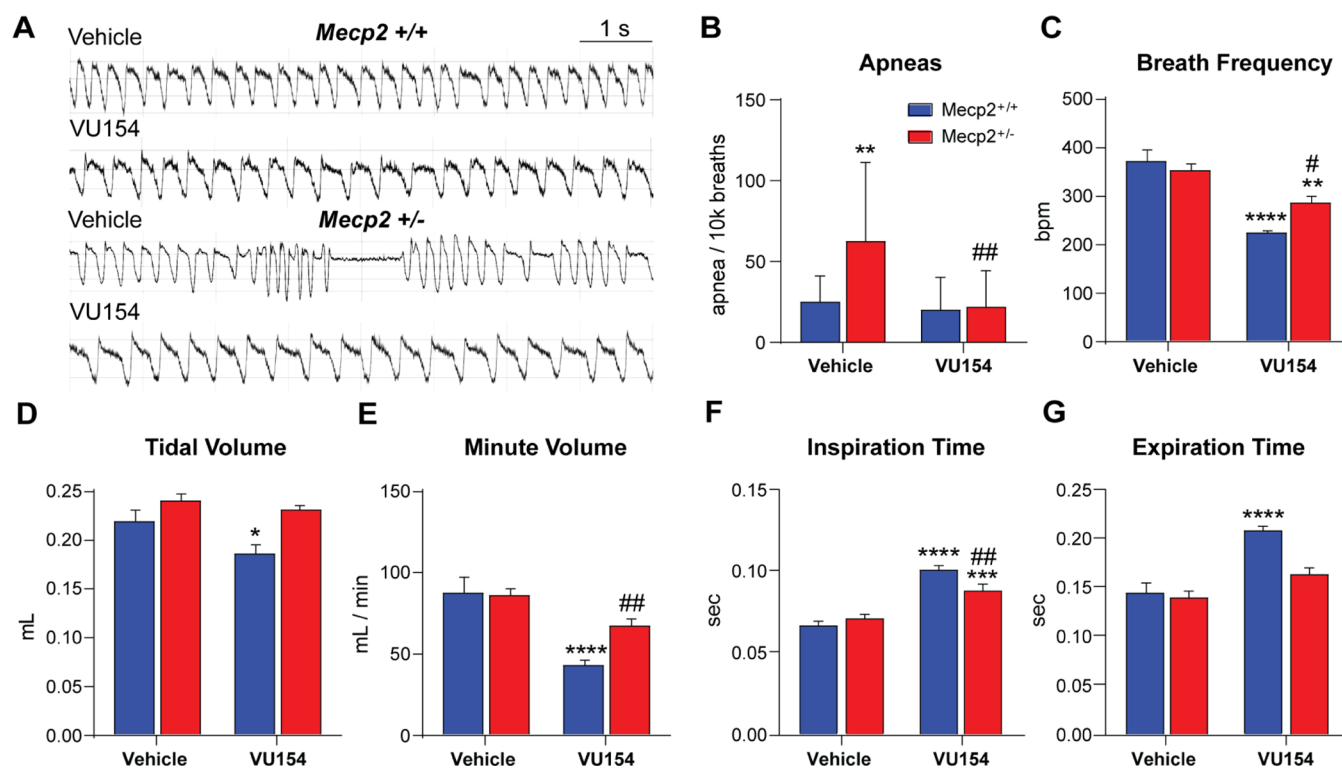 A
Vehicle
Mecp2 +/+
1 s
VU154
Vehicle
Mecp2 +/-
VU154
B
Apneas
apnea / 10k breaths
150
100
50
0
Mecp2+/+
Mecp2+/-
**
##
Vehicle
VU154
C
Breath Frequency
bpm
500
400
300
200
100
0
****
#
**
Vehicle
VU154
D
Tidal Volume
mL
0.25
0.20
0.15
0.10
0.05
0.00
*
Vehicle
VU154
E
Minute Volume
mL / min
150
100
50
0
****
##
Vehicle
VU154
F
Inspiration Time
sec
0.15
0.10
0.05
0.00
****
##
***
Vehicle
VU154
G
Expiration Time
sec
0.25
0.20
0.15
0.10
0.05
0.00
****
Vehicle
VU154